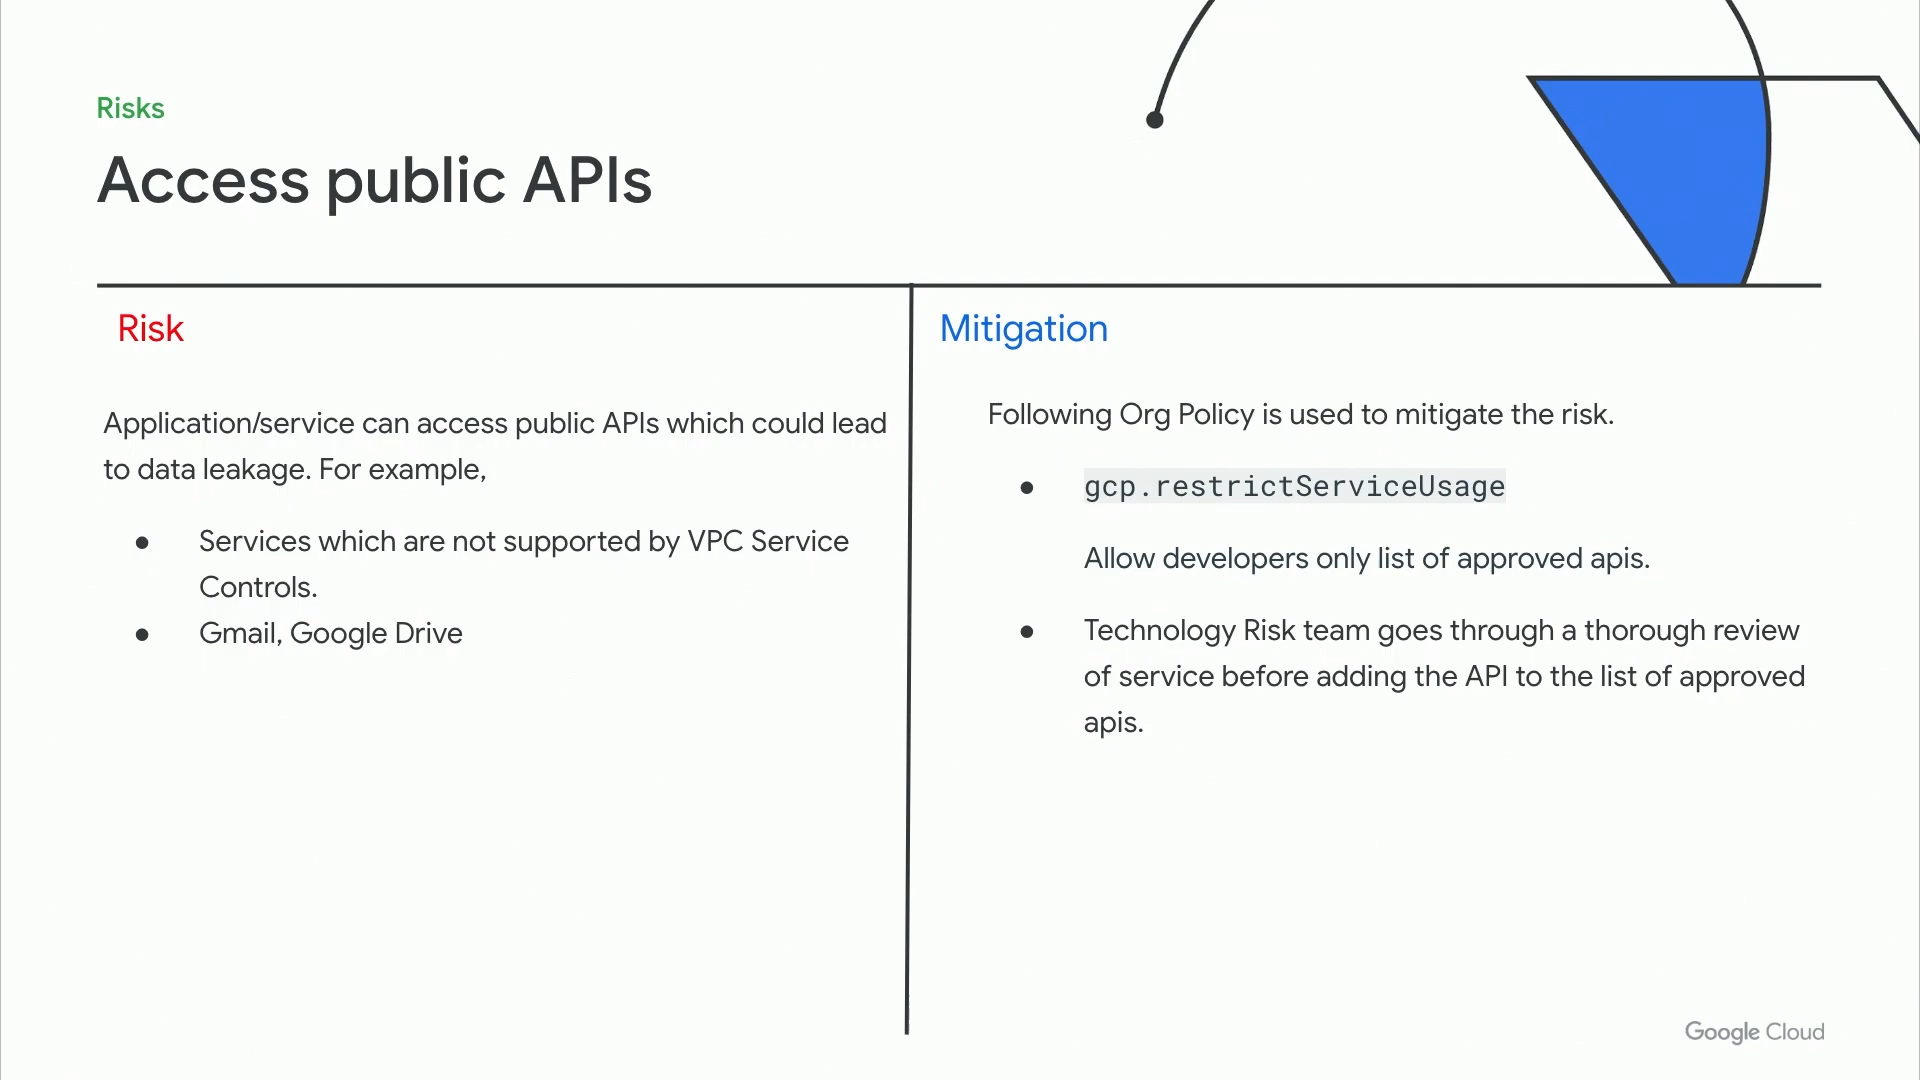 Risks
Access public APIs
Risk
Application/service can access public APIs which could lead
to data leakage. For example,
● Services which are not supported by VPC Service
Controls.
● Gmail, Google Drive
Mitigation
Following Org Policy is used to mitigate the risk.
● gcp.restrictServiceUsage
Allow developers only list of approved apis.
● Technology Risk team goes through a thorough review
of service before adding the API to the list of approved
apis.
Google Cloud